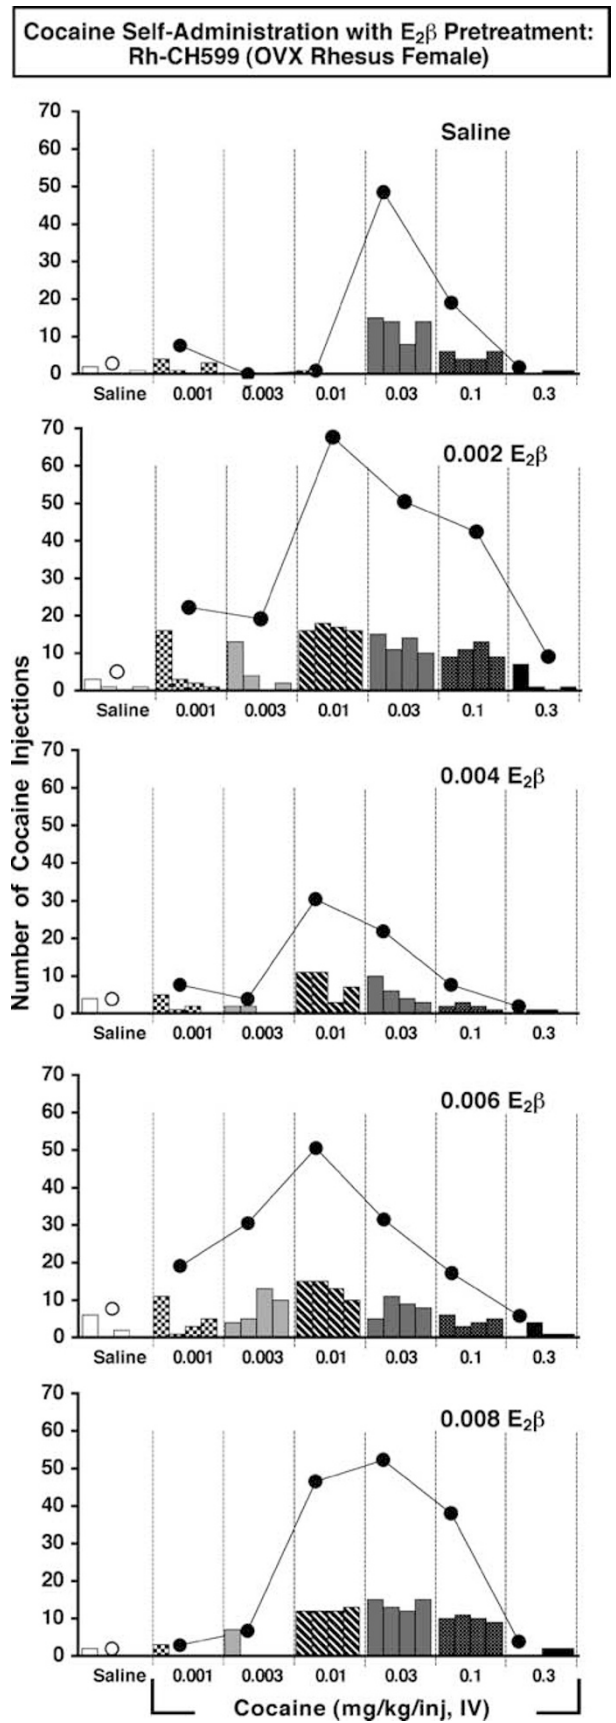 Cocaine Self-Administration with E₂β Pretreatment:
Rh-CH599 (OVX Rhesus Female)
Number of Cocaine Injections
Saline
70
60
50
40
30
20
10
0
Saline 0.001 0.003 0.01 0.03 0.1 0.3
0.002 E₂β
70
60
50
40
30
20
10
0
Saline 0.001 0.003 0.01 0.03 0.1 0.3
0.004 E₂β
70
60
50
40
30
20
10
0
Saline 0.001 0.003 0.01 0.03 0.1 0.3
0.006 E₂β
70
60
50
40
30
20
10
0
Saline 0.001 0.003 0.01 0.03 0.1 0.3
0.008 E₂β
70
60
50
40
30
20
10
0
Saline 0.001 0.003 0.01 0.03 0.1 0.3
Cocaine (mg/kg/inj, IV)